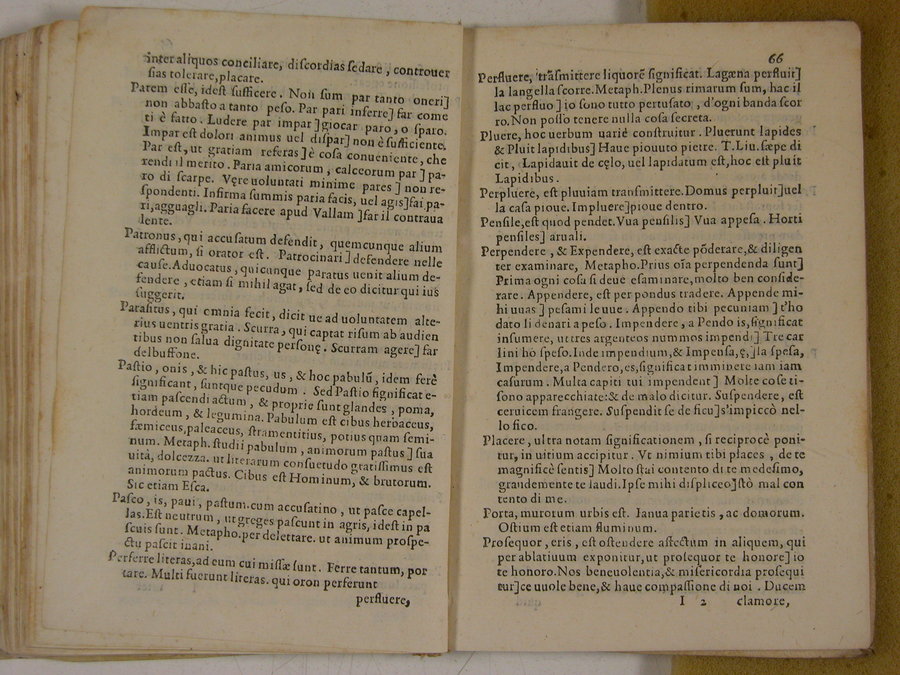 inter aliquos conciliare, discordias sedare, controuer
sias tolerare, placare.
Parem esse, idest sufficere. Non sum par tanto oneri]
non abbasto a tanto peso. Par pari inferre] far come
ti è fatto. Ludere par impar] giocar paro, o sparo.
Impar est dolori animus uel dispar] non è sufficiente.
Par est, ut gratiam referas] è cosa conueniente, che
rendi il merito. Paria amicorum, calceorum par] pa-
ro di scarpe. Vęre uoluntati minime pares] non re-
spondenti. Infirma summis paria facis, uel agis] fai pa-
ri, agguagli. Paria facere apud Vallam] far il contraua
lente.
Patronus, qui accusatum defendit, quemcunque alium
afflictum, si orator est. Patrocinari] defendere nelle
cause. Aduocatus, quicunque paratus uenit alium de-
fendere, etiam si mihil agat, sed de eo dicitur qui ius
suggerit.
Parasitus, qui omnia fecit, dicit ue ad uoluntatem alte-
rius uentris gratia. Scurra, qui captat risum ab audien
tibus non salua dignitate personę. Scurram agere] far
del buffone.
Pastio, onis, & hic pastus, us, & hoc pabulū, idem ferè
significant, suntque pecudum. Sed Pastio significat e-
tiam pascendi actum, & proprie sunt glandes, poma,
hordeum, & legumina. Pabulum est cibus herbaceus,
fæmiceus, paleaceus, stramentitius, potius quam semi-
num. Metaph. studii pabulum, animorum pastus] sua
uità, dolcezza. ut literarum consuetudo gratissimus est
animorum pactus. Cibus est Hominum, & brutorum.
Sic etiam Esca.
Pasco, is, paui, pastum. cum accusatino, ut pasce capel-
las. Est neutrum, ut greges pascunt in agris, idest in pa
scuis sunt. Metapho. per delettare. ut animum prospe-
ctu pascit inani.
Perferre literas, ad eum cui missæ sunt. Ferre tantum, por
tare. Multi fuerunt literas. qui oron perferunt
perfluere,
66
Perfluere, trāsmittere liquorē significat. Lagæna perfluit]
la langella scorre. Metaph. Plenus rimarum sum, hac il
lac perfluo] io sono tutto pertusato, d'ogni banda scor
ro. Non posso tenere nulla cosa secreta.
Pluere, hoc uerbum uariè construitur. Pluerunt lapides
& Pluit lapidibus] Haue piouuto pietre. T. Liu. sæpe di
cit, Lapidauit de cęlo, uel lapidatum est, hoc est pluit
Lapidibus.
Perpluere, est pluuiam transmittere. Domus perpluit] uel
la casa pioue. Impluere] pioue dentro.
Pensile, est quod pendet. Vua pensilis] Vua appesa. Horti
pensiles] aruali.
Perpendere, & Expendere, est exacte pōderare, & diligen
ter examinare, Metapho. Prius oīa perpendenda sunt]
Prima ogni cosa si deue esaminare, molto ben conside-
rare. Appendere, est per pondus tradere. Appende mi-
hi uuas] pesami le uue. Appendo tibi pecuniam] t'ho
dato li denari a peso. Impendere, a Pendo is, significat
insumere, ut tres argenteos nummos impendi] Tre car
lini ho speso. Inde impendium, & Impensa, ę,] la spesa,
Impendere, a Pendero, es, significat imminere iam iam
casurum. Multa capiti tui impendent] Molte cose ti-
sono apparecchiate: & de malo dicitur. Suspendere, est
ceruicem frangere. Suspendit se de ficu] s'impiccò nel-
lo fico.
Placere, ultra notam significationem, si reciprocè poni-
tur, in uitium accipitur. Vt nimium tibi places, de te
magnificè sentis] Molto stai contento di te medesimo,
grandemente te laudi. Ipse mihi displiceo] stò mal con
tento di me.
Porta, murorum urbis est. Ianua parietis, ac domorum.
Ostium est etiam fluminum.
Prosequor, eris, est ostendere affectum in aliquem, qui
per ablatiuum exponitur, ut prosequor te honore] io
te honoro. Nos beneuolentia, & misericordia prosequi
tur] ce uuole bene, & haue compassione di noi. Ducem
I 2 clamore,